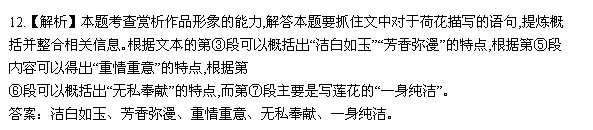 12.【解析】本题考查赏析作品形象的能力,解答本题要抓住文中对于荷花描写的语句,提炼概
括并整合相关信息。根据文本的第③段可以概括出“洁白如玉”“芳香弥漫”的特点,根据第⑤段
内容可以得出“重情重意”的特点,根据第
⑥段可以概括出“无私奉献”的特点,而第⑦段主要是写莲花的“一身纯洁”。
答案：洁白如玉、芳香弥漫、重情重意、无私奉献、一身纯洁。